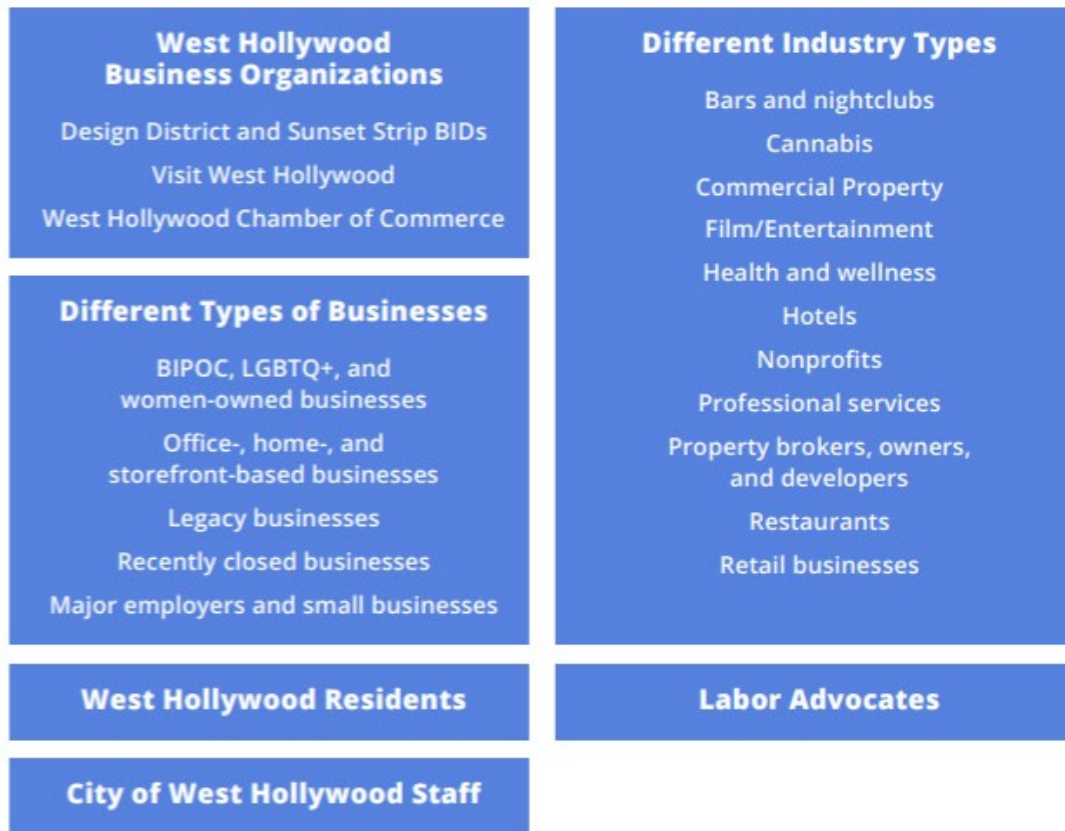 West Hollywood
Business Organizations
Design District and Sunset Strip BIDs
Visit West Hollywood
West Hollywood Chamber of Commerce
Different Types of Businesses
BIPOC, LGBTQ+, and
women-owned businesses
Office-, home-, and
storefront-based businesses
Legacy businesses
Recently closed businesses
Major employers and small businesses
West Hollywood Residents
City of West Hollywood Staff
Different Industry Types
Bars and nightclubs
Cannabis
Commercial Property
Film/Entertainment
Health and wellness
Hotels
Nonprofits
Professional services
Property brokers, owners,
and developers
Restaurants
Retail businesses
Labor Advocates